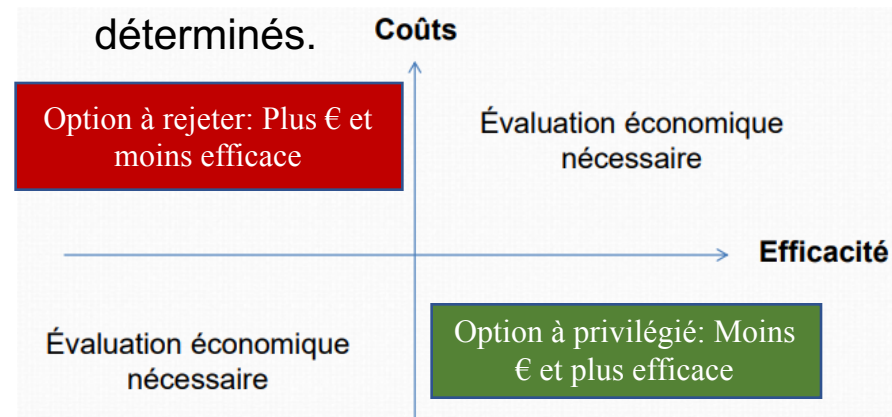 déterminés.
Coûts
Option à rejeter: Plus € et
moins efficace
Évaluation économique
nécessaire
Efficacité
Évaluation économique
nécessaire
Option à privilégié: Moins
€ et plus efficace